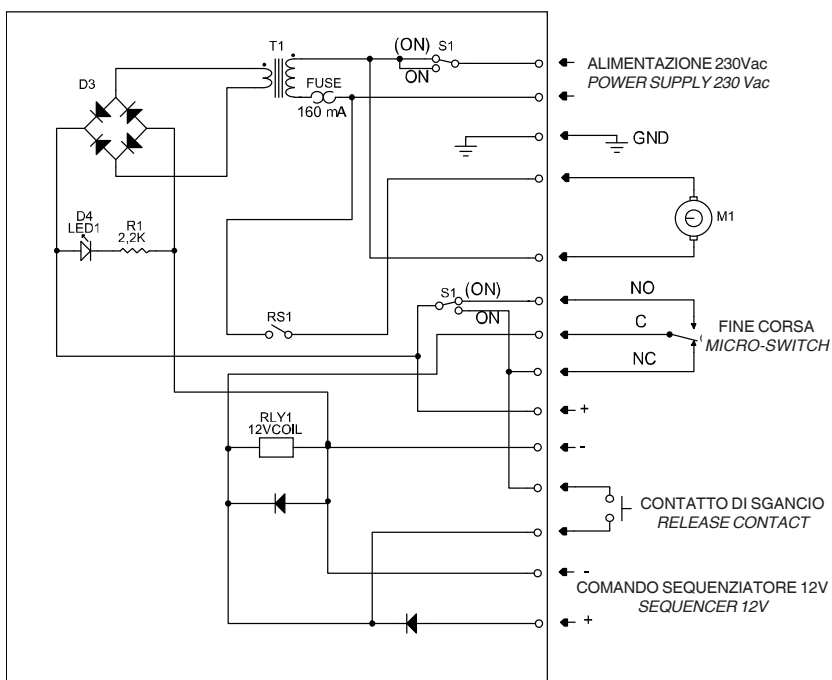 T1
(ON)
S1
ON
ALIMENTAZIONE 230Vac
POWER SUPPLY 230 Vac
D3
FUSE
160 mA
GND
M1
D4
LED1
R1
2,2K
S1
(ON)
ON
RS1
NO
C
NC
FINE CORSA
MICRO-SWITCH
+
-
RLY1
12VCOIL
CONTATTO DI SGANCIO
RELEASE CONTACT
-
COMANDO SEQUENZIATORE 12V
SEQUENCER 12V
+